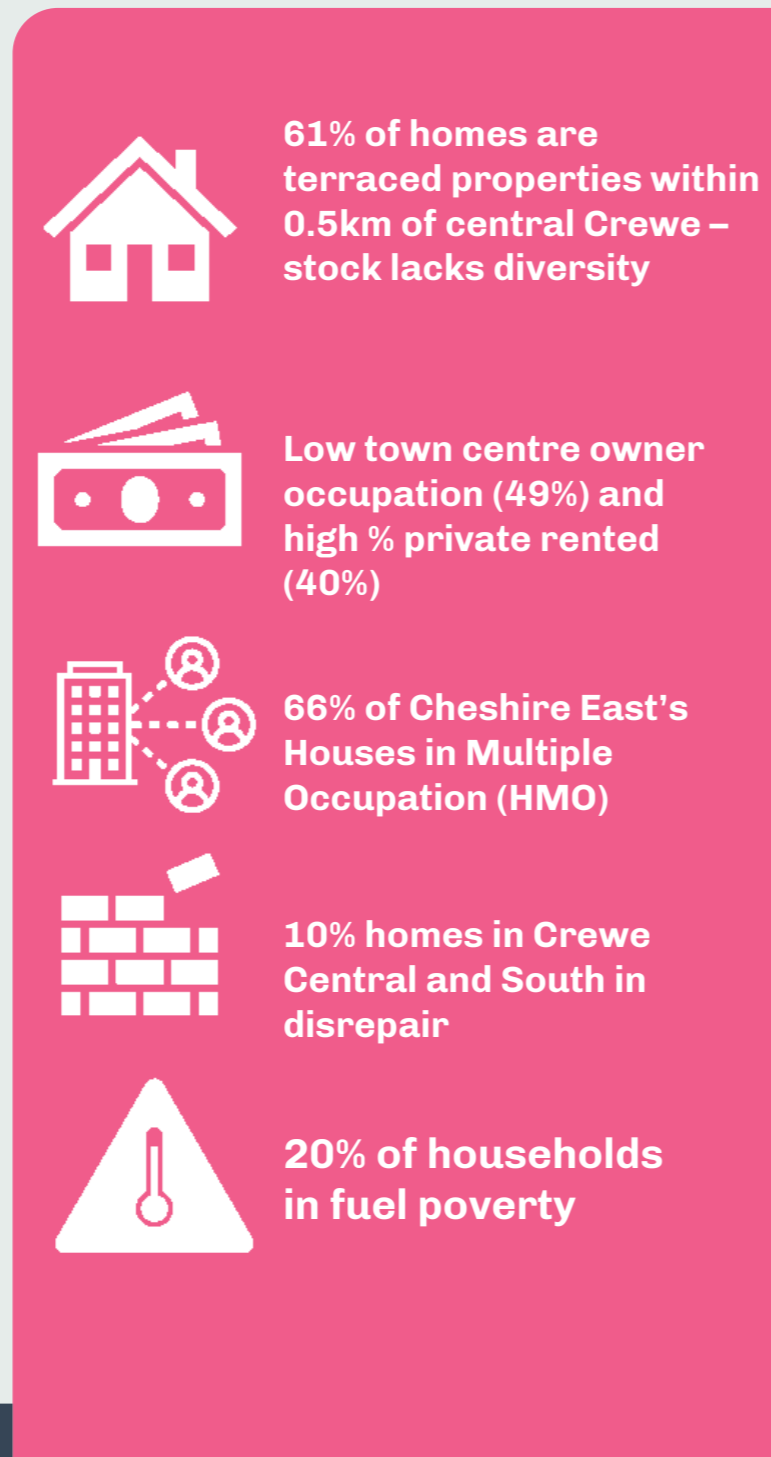 61% of homes are
terraced properties within
0.5km of central Crewe –
stock lacks diversity
Low town centre owner
occupation (49%) and
high % private rented
(40%)
66% of Cheshire East’s
Houses in Multiple
Occupation (HMO)
10% homes in Crewe
Central and South in
disrepair
20% of households
in fuel poverty